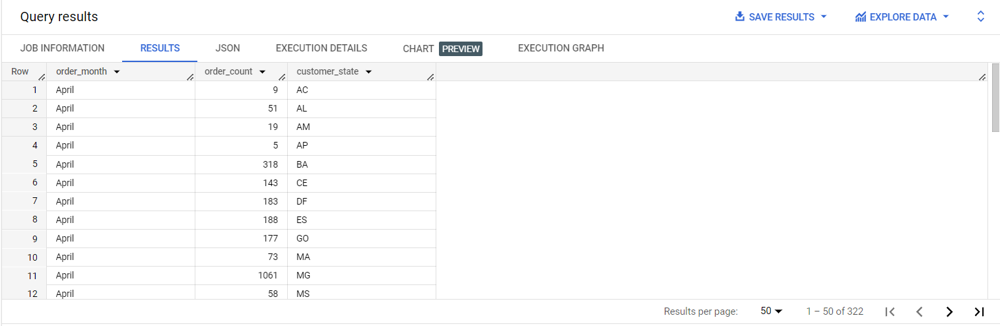 Query results SAVE RESULTS EXPLORE DATA
JOB INFORMATION RESULTS JSON EXECUTION DETAILS CHART PREVIEW EXECUTION GRAPH
Row order_month order_count customer_state
1 April 9 AC
2 April 51 AL
3 April 19 AM
4 April 5 AP
5 April 318 BA
6 April 143 CE
7 April 183 DF
8 April 188 ES
9 April 177 GO
10 April 73 MA
11 April 1061 MG
12 April 58 MS
Results per page: 50 1 – 50 of 322